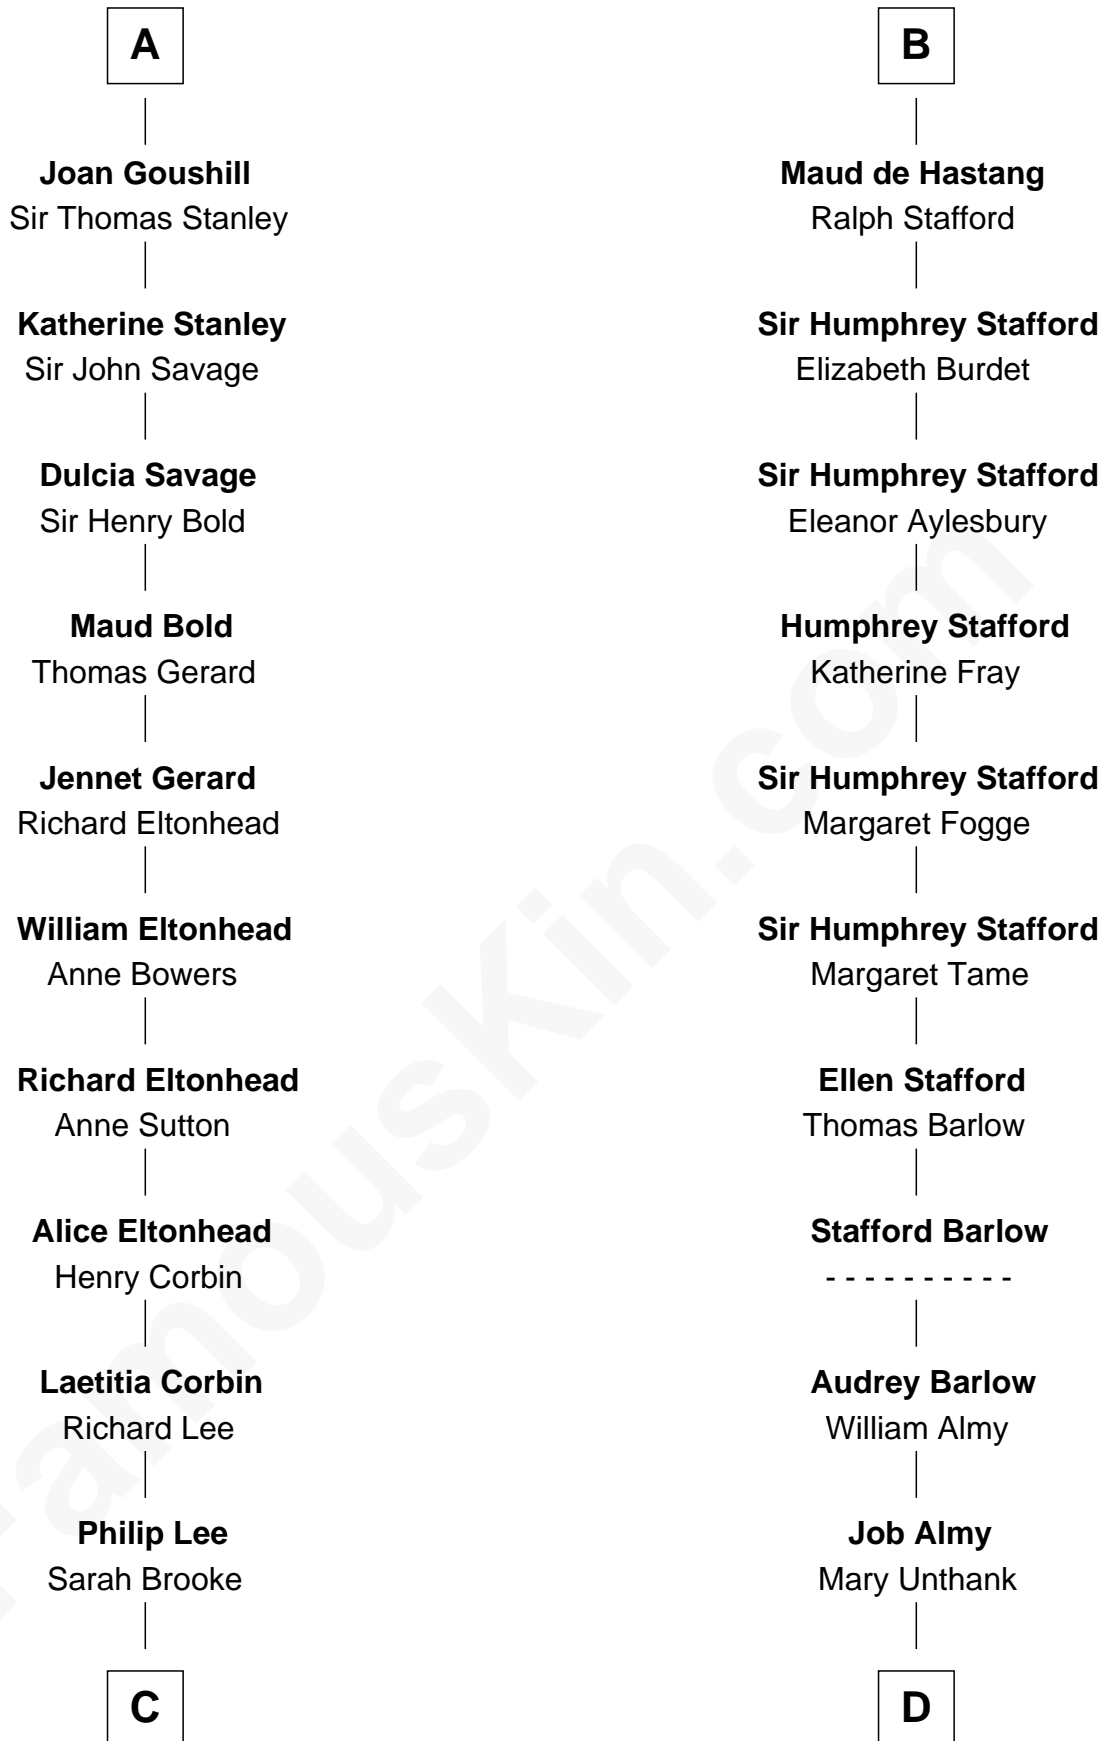 A
Joan Goushill
Sir Thomas Stanley
Katherine Stanley
Sir John Savage
Dulcia Savage
Sir Henry Bold
Maud Bold
Thomas Gerard
Jennet Gerard
Richard Eltonhead
William Eltonhead
Anne Bowers
Richard Eltonhead
Anne Sutton
Alice Eltonhead
Henry Corbin
Laetitia Corbin
Richard Lee
Philip Lee
Sarah Brooke
C
B
Maud de Hastang
Ralph Stafford
Sir Humphrey Stafford
Elizabeth Burdet
Sir Humphrey Stafford
Eleanor Aylesbury
Humphrey Stafford
Katherine Fray
Sir Humphrey Stafford
Margaret Fogge
Sir Humphrey Stafford
Margaret Tame
Ellen Stafford
Thomas Barlow
Stafford Barlow
- - - - - - - - - -
Audrey Barlow
William Almy
Job Almy
Mary Unthank
D
FamousKin.com